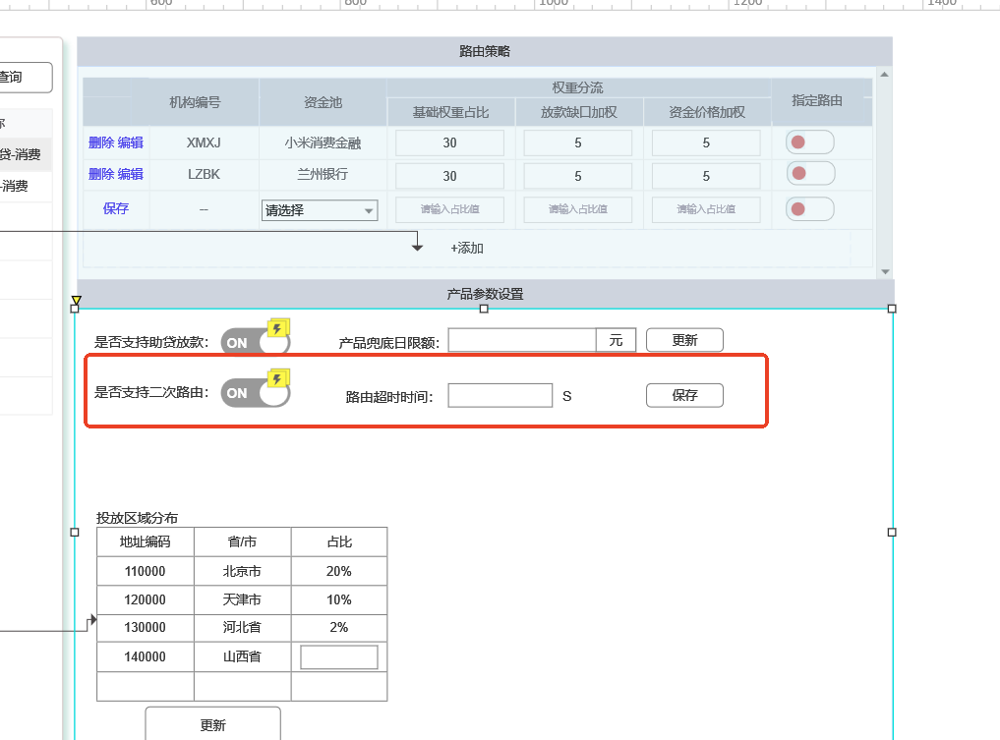 600 800 1000 1200 1400
路由策略
查询
机构编号 资金池 权重分流 指定路由
基础权重占比 放款缺口加权 资金价格加权
删除 编辑 XMXJ 小米消费金融 30 5 5
贷-消费
删除 编辑 LZBK 兰州银行 30 5 5
-消费
保存 -- 请选择 请输入占比值 请输入占比值 请输入占比值
+添加
产品参数设置
是否支持助贷放款: ON 产品兜底日限额: 元 更新
是否支持二次路由: ON 路由超时时间: S 保存
投放区域分布
地址编码 省/市 占比
110000 北京市 20%
120000 天津市 10%
130000 河北省 2%
140000 山西省
更新